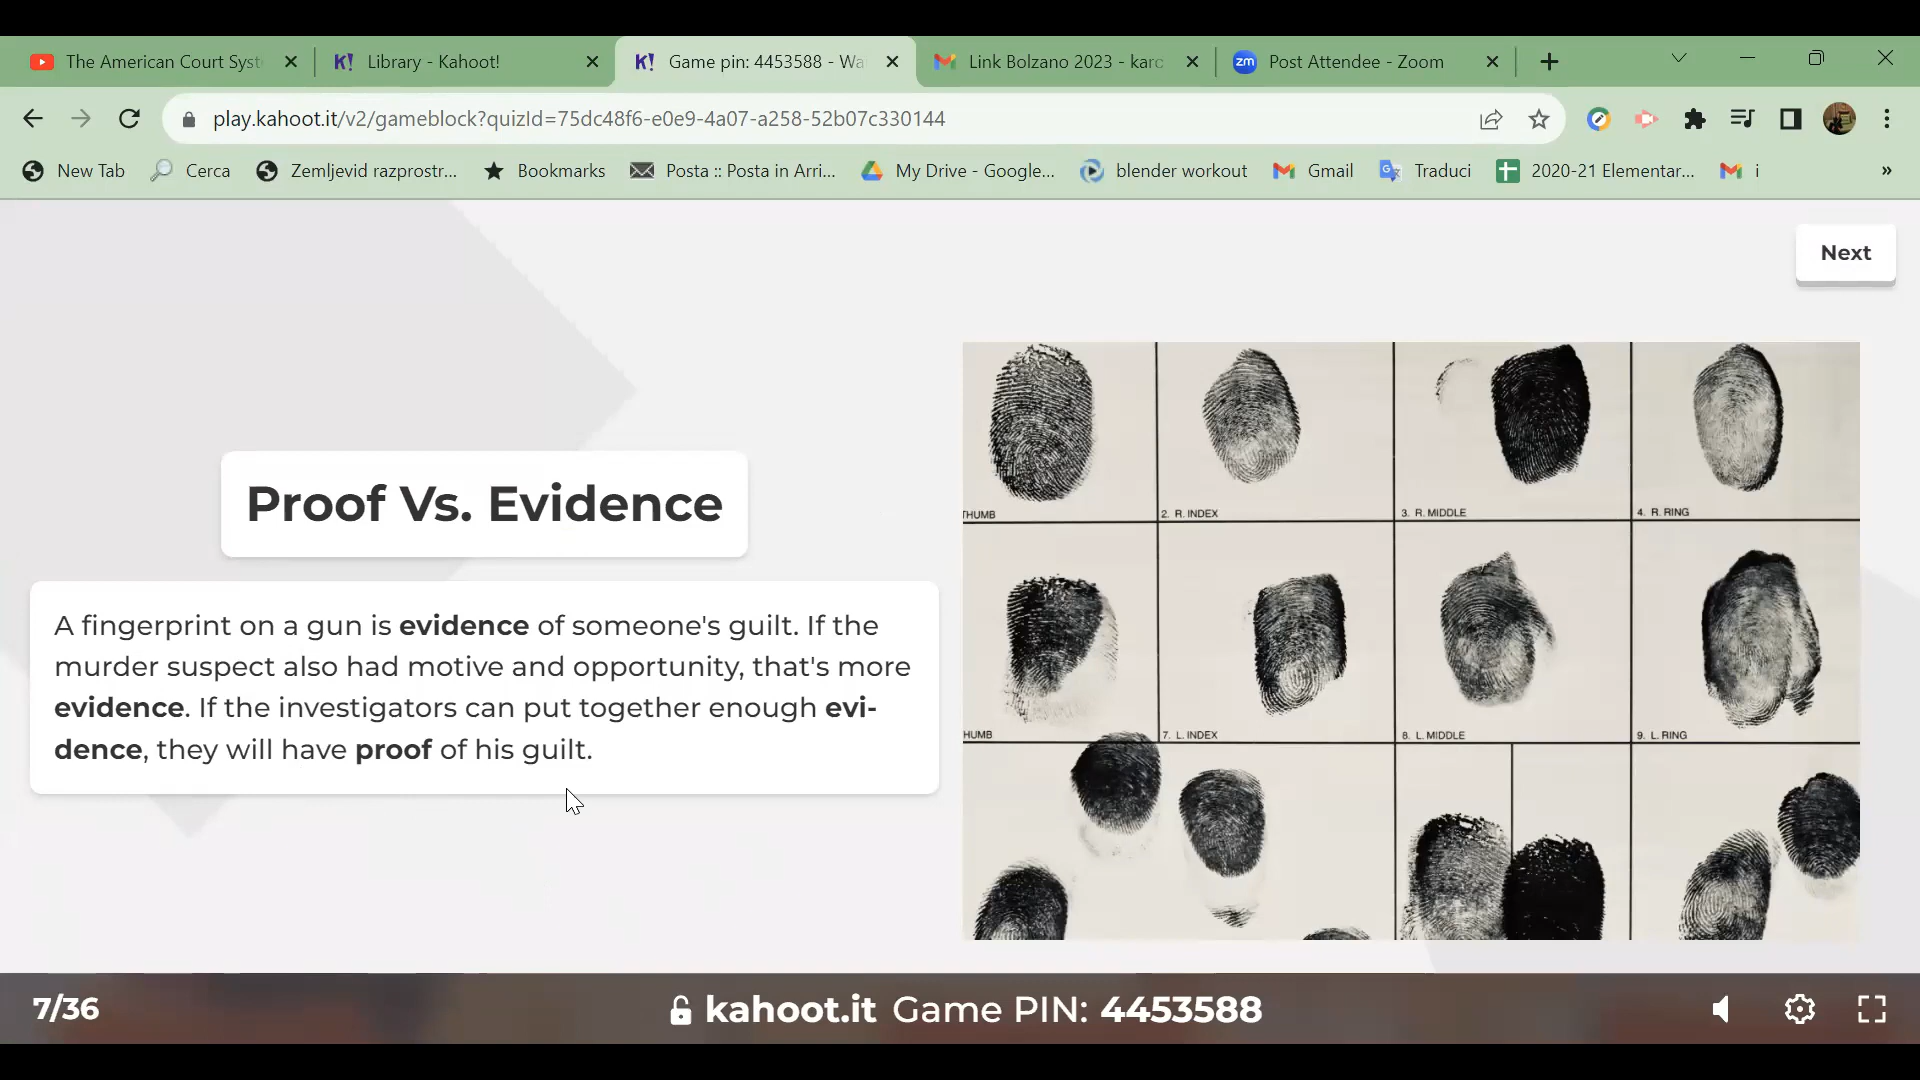 The American Court Syst
Library - Kahoot!
Game pin: 4453588 - Wa
Link Bolzano 2023 - karc
Post Attendee - Zoom
play.kahoot.it/v2/gameblock?quizId=75dc48f6-e0e9-4a07-a258-52b07c330144
New Tab
Cerca
Zemljevid razprostr...
Bookmarks
Posta :: Posta in Arri...
My Drive - Google...
blender workout
Gmail
Traduci
2020-21 Elementar...
i
»
Next
Proof Vs. Evidence
A fingerprint on a gun is evidence of someone's guilt. If the
murder suspect also had motive and opportunity, that's more
evidence. If the investigators can put together enough evi-
dence, they will have proof of his guilt.
THUMB
2. R. INDEX
3. R. MIDDLE
4. R. RING
HUMB
7. L. INDEX
8. L. MIDDLE
9. L. RING
7/36
kahoot.it Game PIN: 4453588